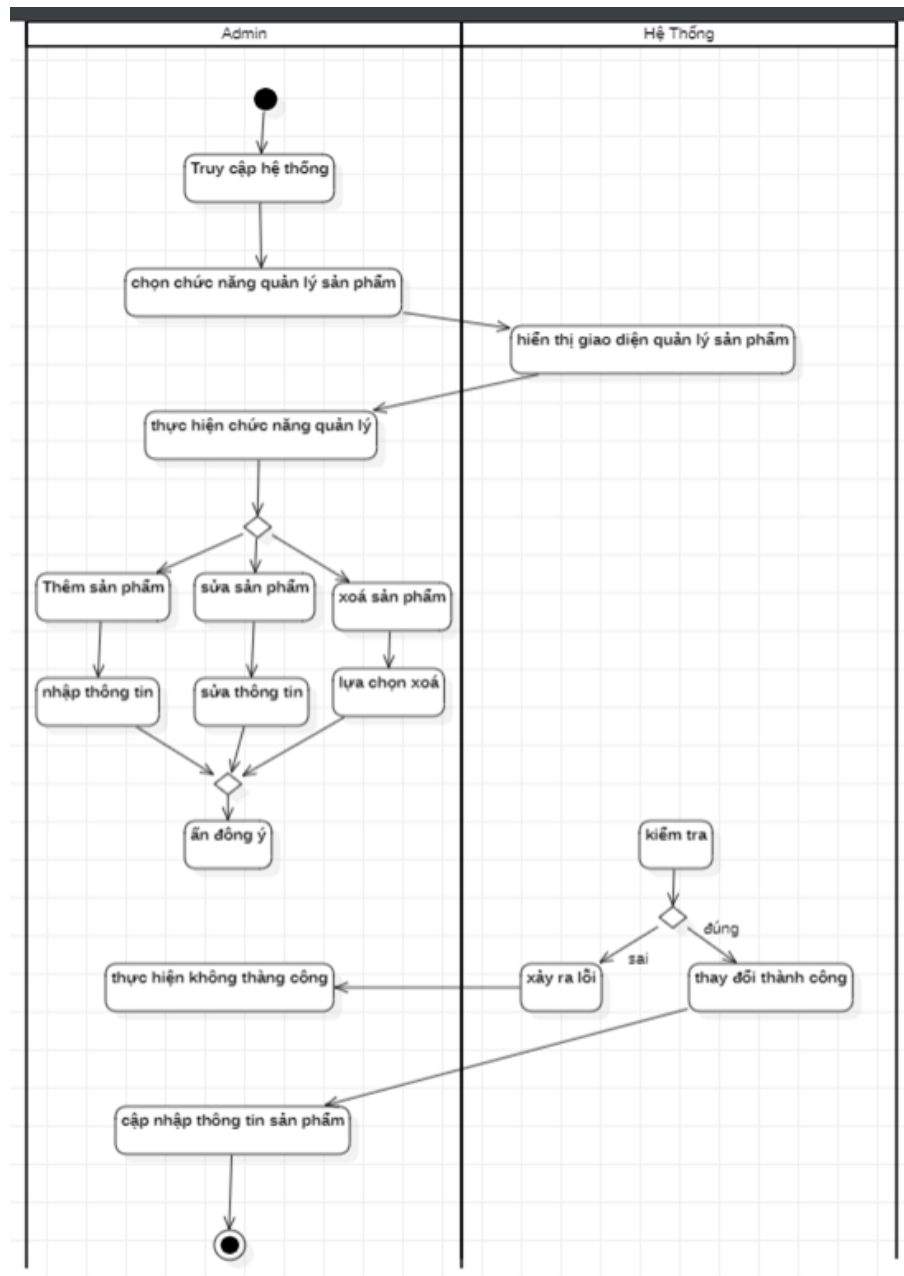 Admin
Hệ Thống
Truy cập hệ thống
chọn chức năng quản lý sản phẩm
hiển thị giao diện quản lý sản phẩm
thực hiện chức năng quản lý
Thêm sản phẩm
sửa sản phẩm
xoá sản phẩm
nhập thông tin
sửa thông tin
lựa chọn xoá
ấn đông ý
kiểm tra
đúng
sai
thực hiện không thàng công
xảy ra lỗi
thay đổi thành công
cập nhập thông tin sản phẩm